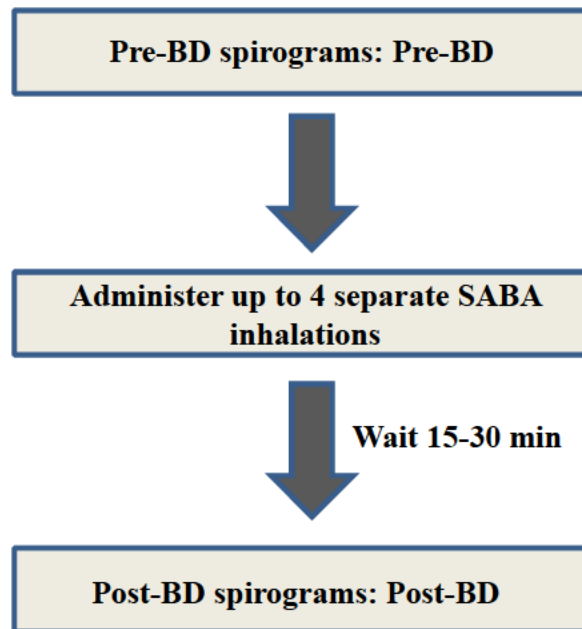 Pre-BD spirograms: Pre-BD
Administer up to 4 separate SABA
inhalations
Wait 15-30 min
Post-BD spirograms: Post-BD